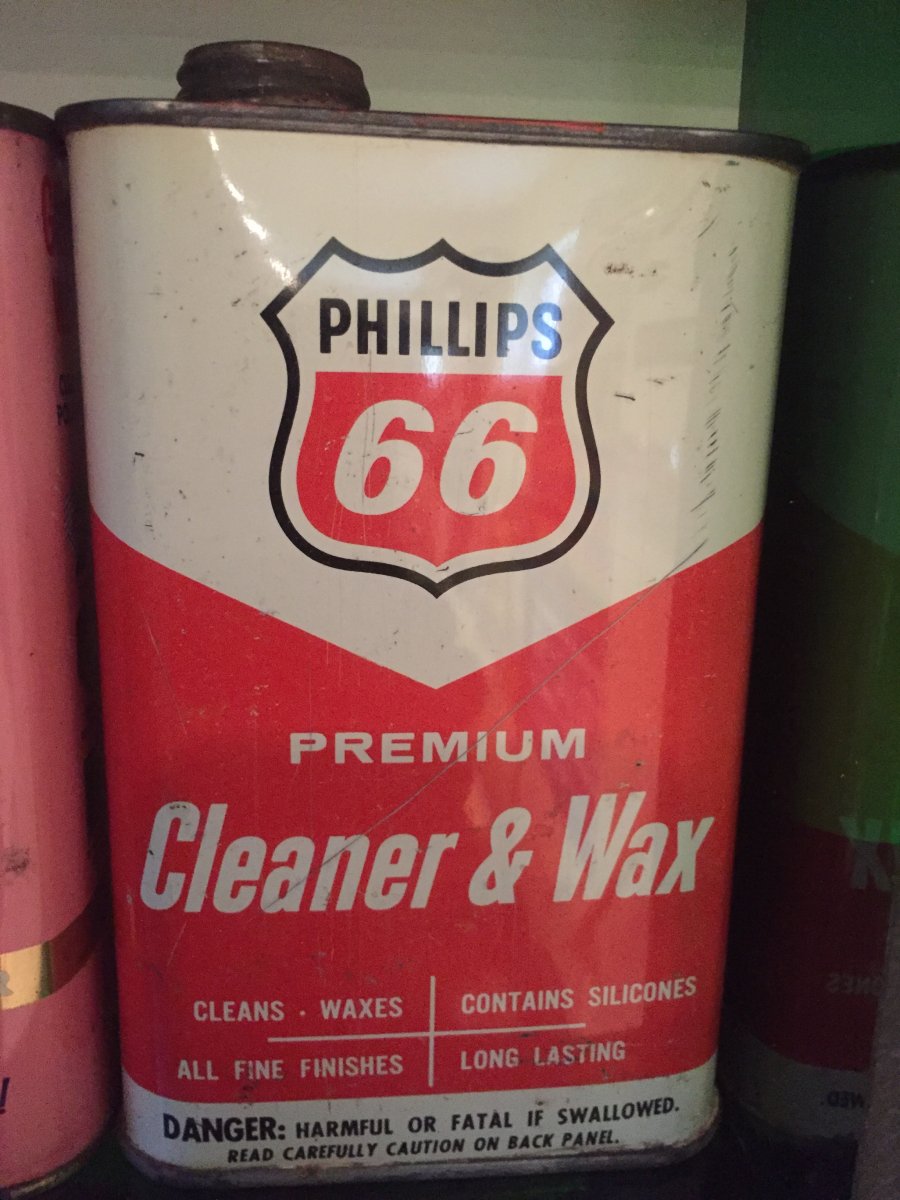 PHILLIPS
66
PREMIUM
Cleaner & Wax
CLEANS · WAXES
CONTAINS SILICONES
ALL FINE FINISHES
LONG LASTING
DANGER: HARMFUL OR FATAL IF SWALLOWED.
READ CAREFULLY CAUTION ON BACK PANEL.